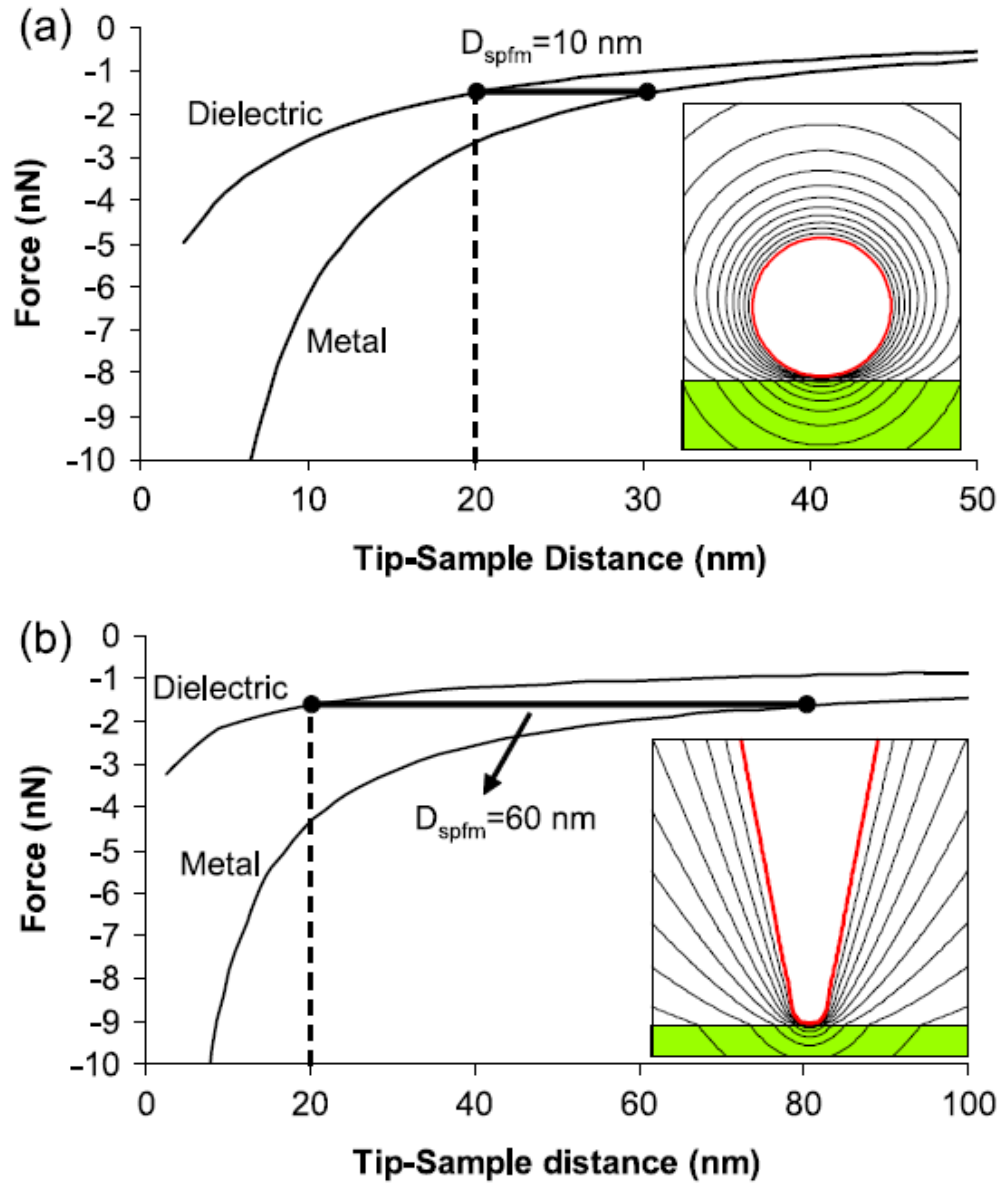 (a)
0
-1
-2
-3
-4
-5
-6
-7
-8
-9
-10
Force (nN)
D_spfm=10 nm
Dielectric
Metal
0 10 20 30 40 50
Tip-Sample Distance (nm)
(b)
0
-1
-2
-3
-4
-5
-6
-7
-8
-9
-10
Force (nN)
Dielectric
D_spfm=60 nm
Metal
0 20 40 60 80 100
Tip-Sample distance (nm)